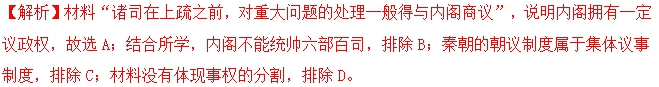 【解析】材料“诸司在上疏之前，对重大问题的处理一般得与内阁商议”，说明内阁拥有一定
议政权，故选 A；结合所学，内阁不能统帅六部百司，排除 B；秦朝的朝议制度属于集体议事
制度，排除 C；材料没有体现事权的分割，排除 D。